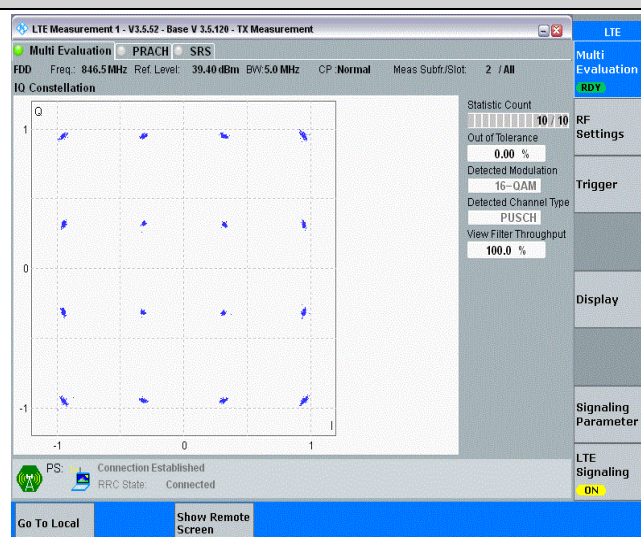 LTE Measurement 1 - V3.5.52 - Base V 3.5.120 - TX Measurement
LTE
Multi Evaluation PRACH SRS
Multi
Evaluation
RDY
FDD Freq.: 846.5 MHz Ref. Level: 39.40 dBm BW:5.0 MHz CP :Normal Meas Subfr./Slot: 2 / All
IQ Constellation
Q
1
0
-1
I
-1 0 1
Statistic Count
10 / 10
Out of Tolerance
0.00 %
Detected Modulation
16-QAM
Detected Channel Type
PUSCH
View Filter Throughput
100.0 %
RF
Settings
Trigger
Display
Signaling
Parameter
LTE
Signaling
ON
PS: Connection Established
RRC State: Connected
Go To Local
Show Remote
Screen